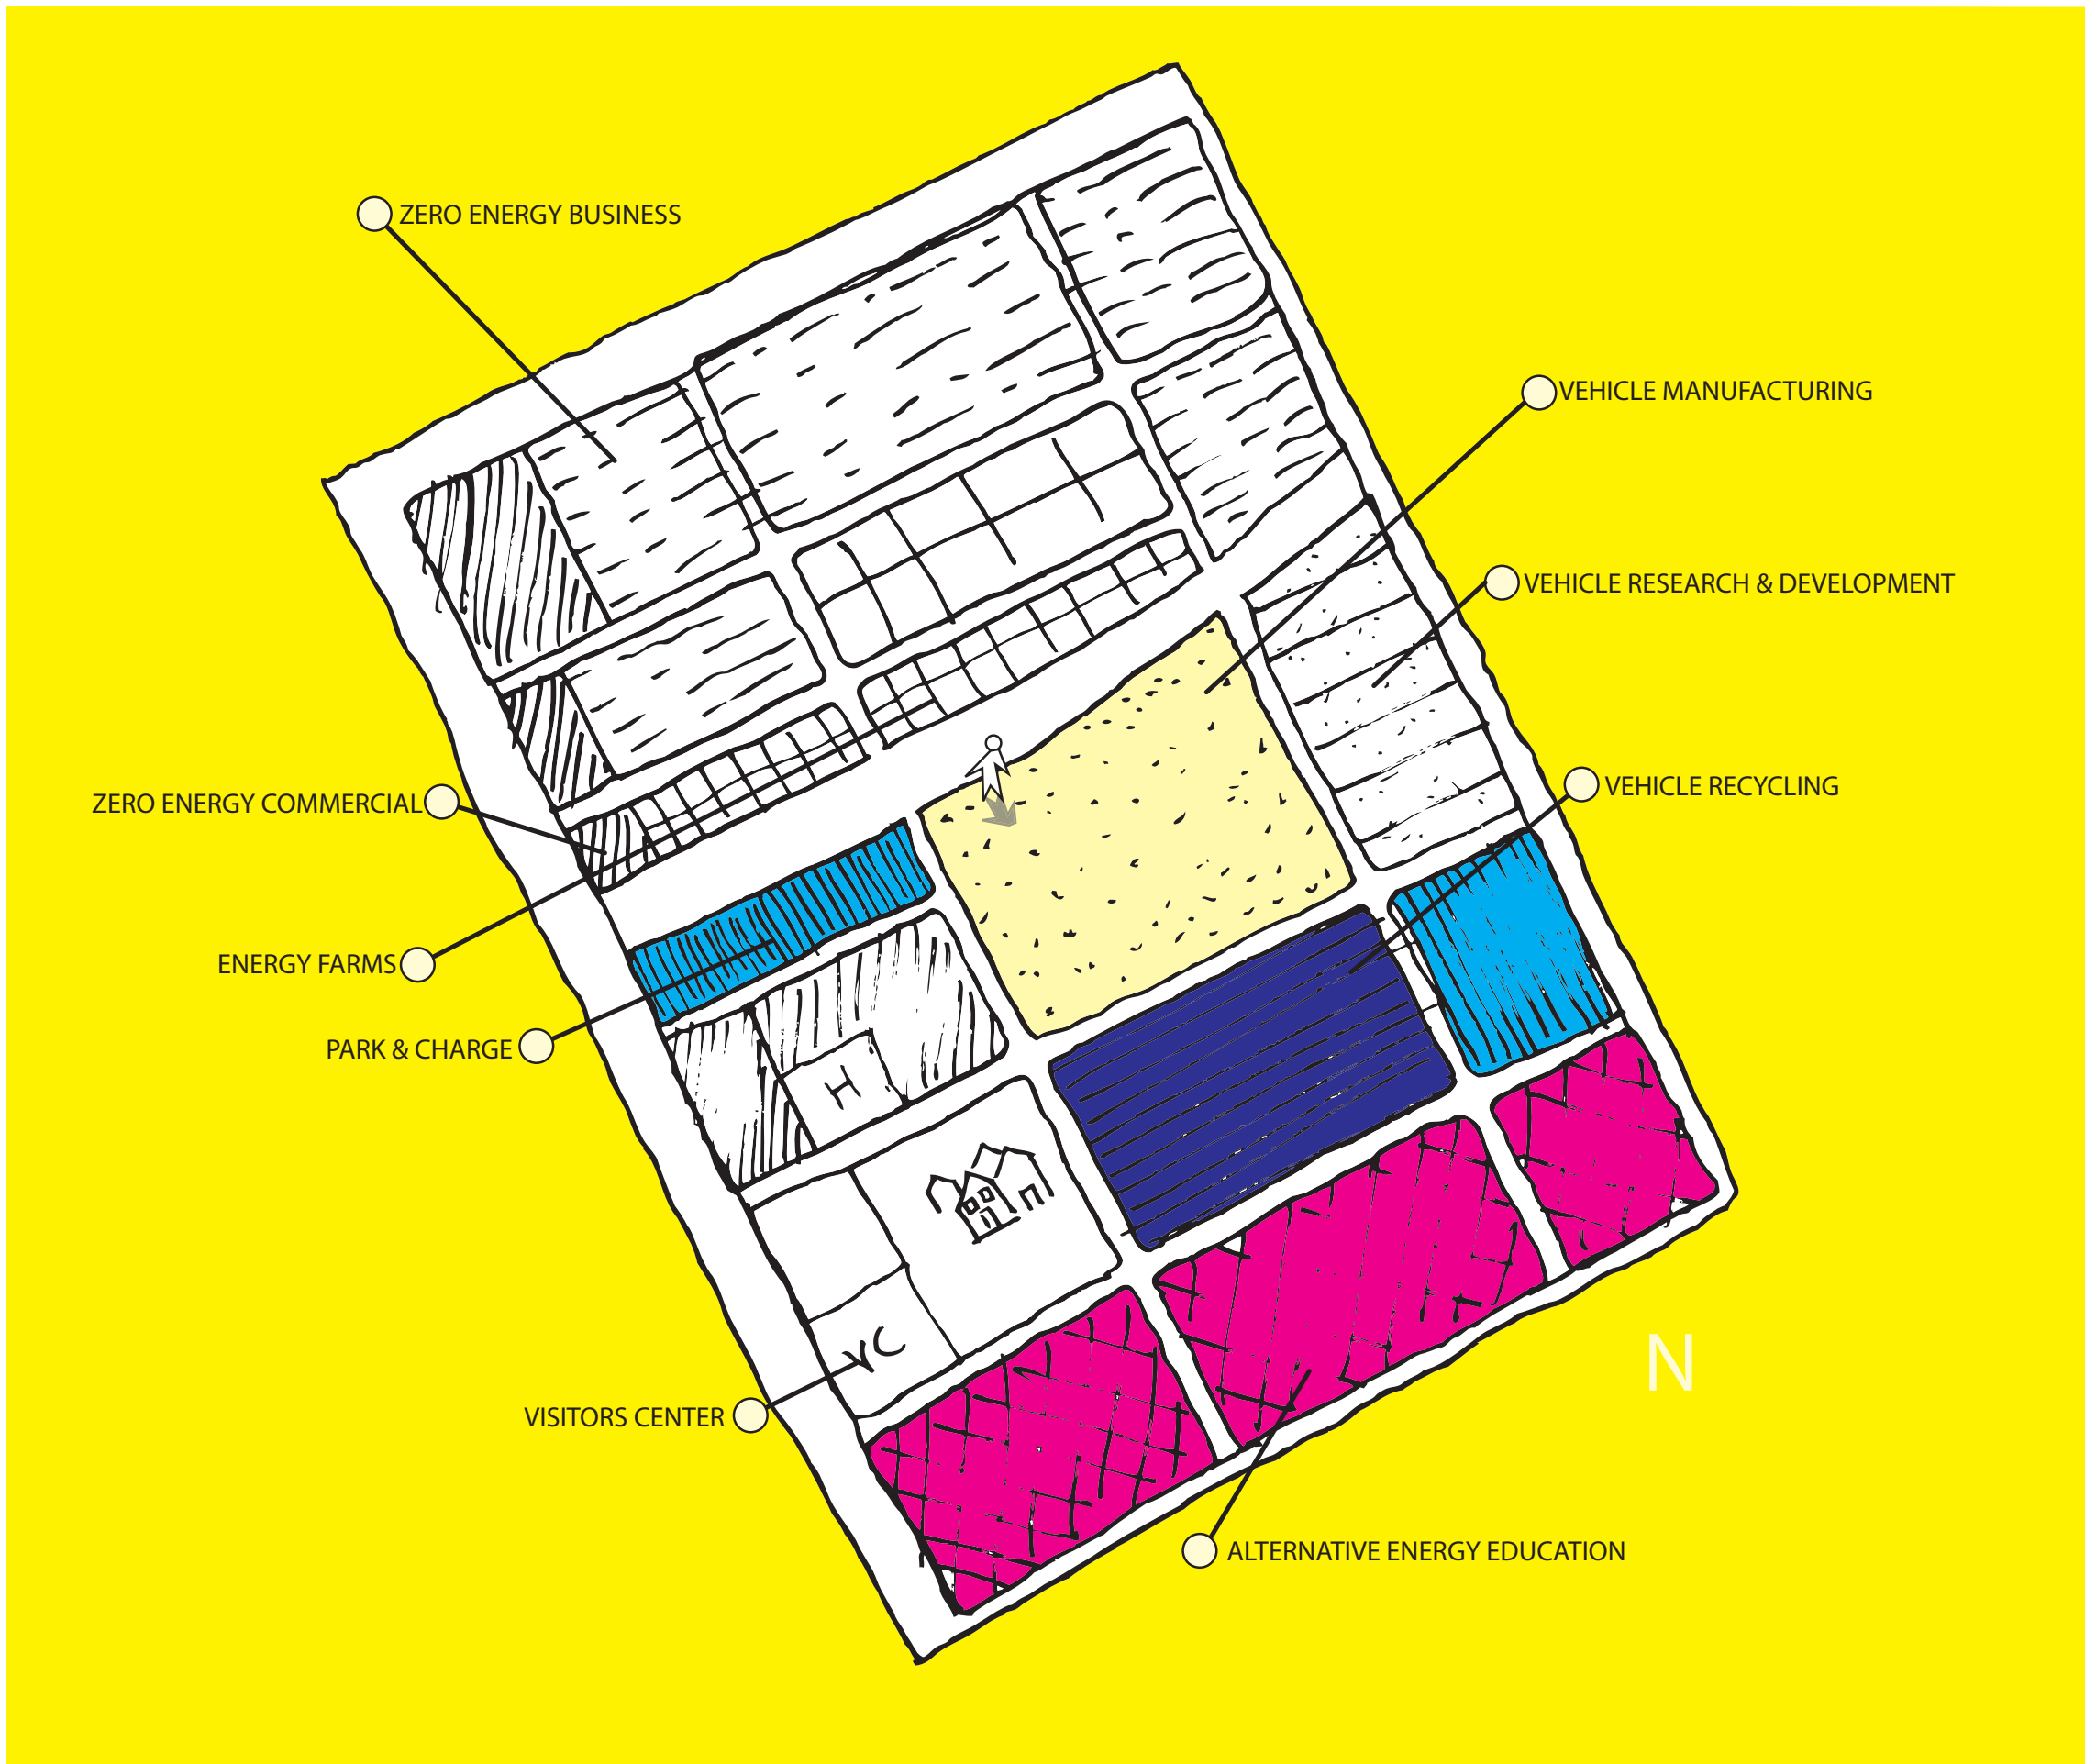 ZERO ENERGY BUSINESS
VEHICLE MANUFACTURING
VEHICLE RESEARCH & DEVELOPMENT
VEHICLE RECYCLING
ZERO ENERGY COMMERCIAL
ENERGY FARMS
PARK & CHARGE
H
VC
N
VISITORS CENTER
ALTERNATIVE ENERGY EDUCATION